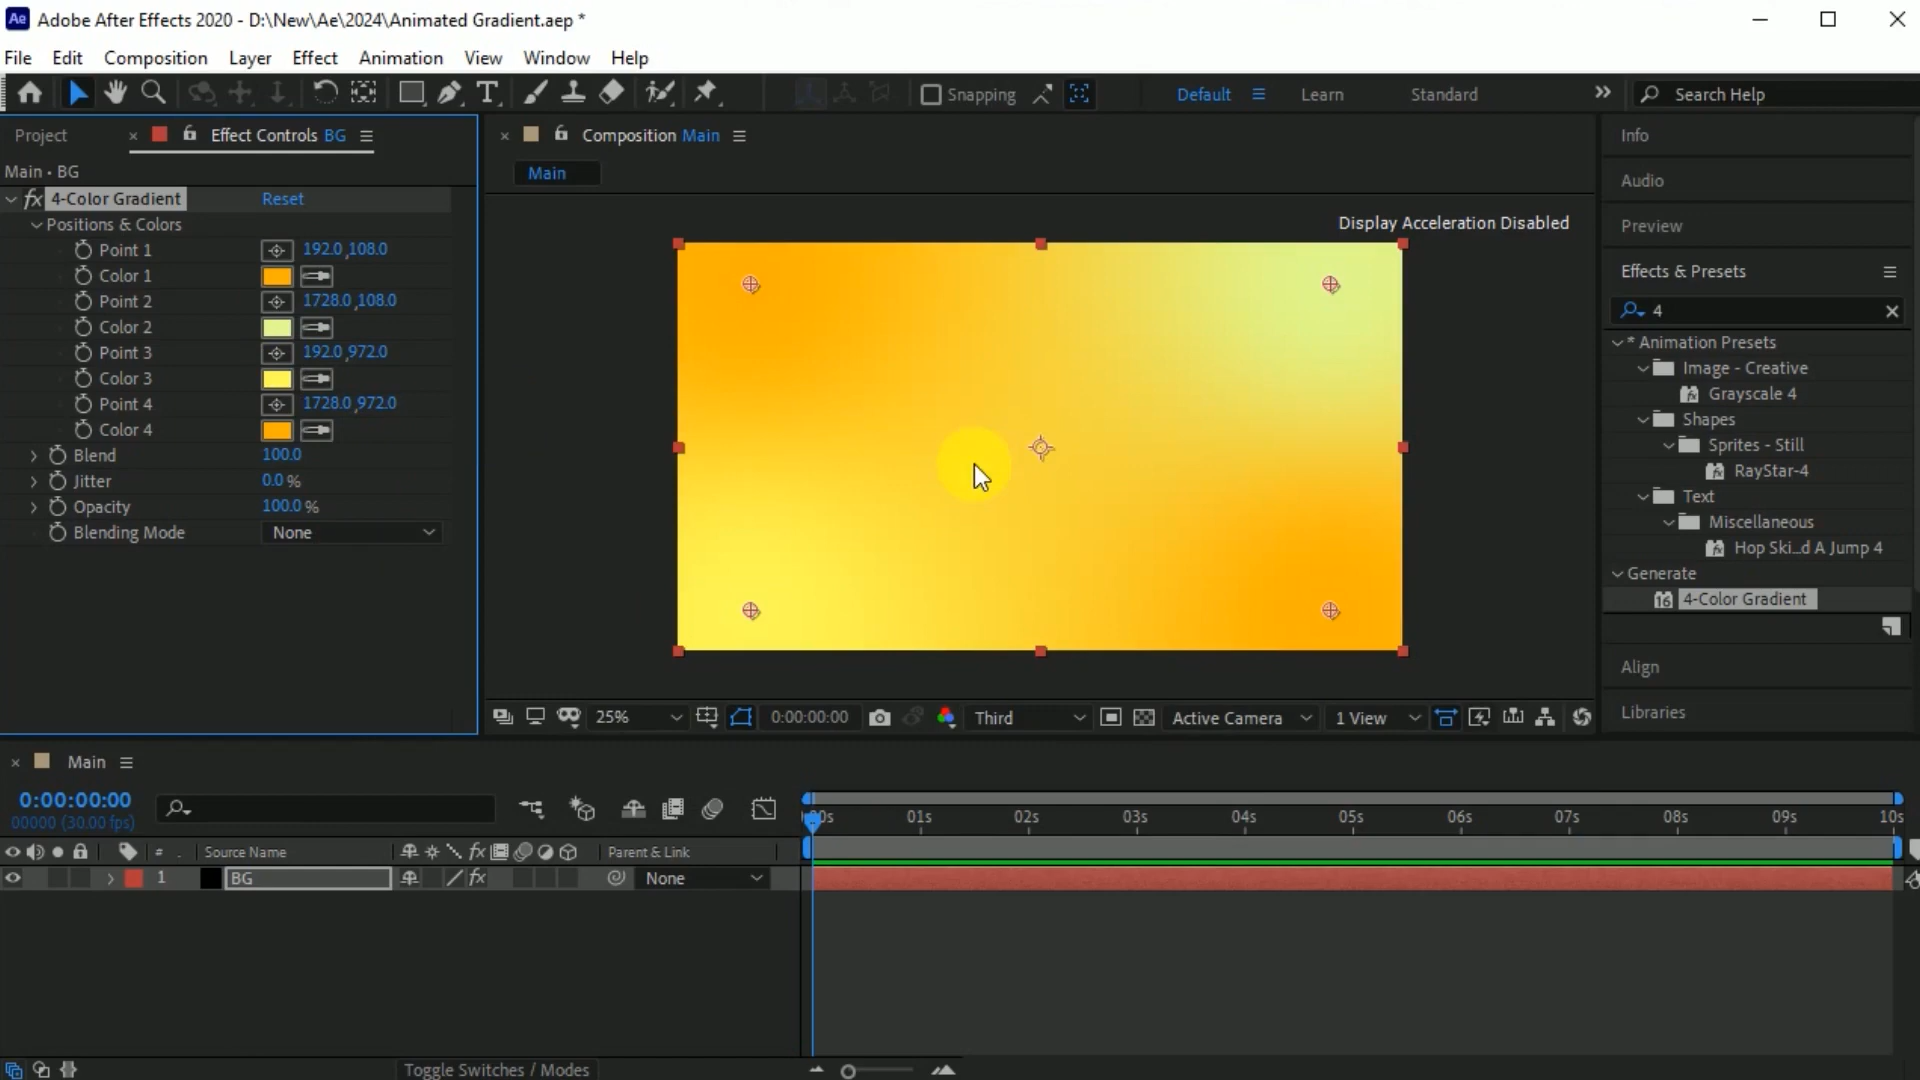 Ae Adobe After Effects 2020 - D:\New\Ae\2024\Animated Gradient.aep *
File Edit Composition Layer Effect Animation View Window Help
Snapping Default Learn Standard Search Help
Project Effect Controls BG
Main • BG
fx 4-Color Gradient Reset
Positions & Colors
Point 1 192.0,108.0
Color 1
Point 2 1728.0,108.0
Color 2
Point 3 192.0,972.0
Color 3
Point 4 1728.0,972.0
Color 4
Blend 100.0
Jitter 0.0 %
Opacity 100.0 %
Blending Mode None
Composition Main
Main
Display Acceleration Disabled
25% 0:00:00:00 Third Active Camera 1 View
Info
Audio
Preview
Effects & Presets
4
* Animation Presets
Image - Creative
Grayscale 4
Shapes
Sprites - Still
RayStar-4
Text
Miscellaneous
Hop Ski...d A Jump 4
Generate
16 4-Color Gradient
Align
Libraries
Main
0:00:00:00
00000 (30.00 fps)
01s 02s 03s 04s 05s 06s 07s 08s 09s 10s
# Source Name fx Parent & Link
1 BG fx None
Toggle Switches / Modes